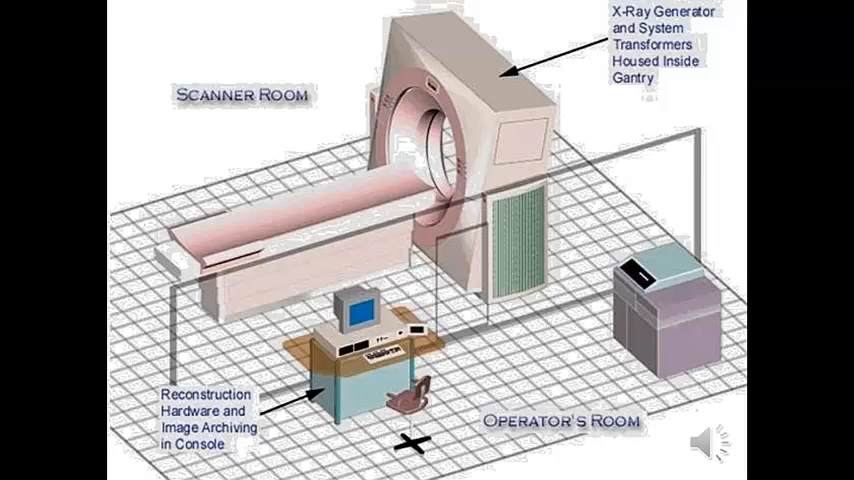 X-Ray Generator
and System
Transformers
Housed Inside
Gantry
SCANNER ROOM
Reconstruction
Hardware and
Image Archiving
in Console
OPERATOR'S ROOM